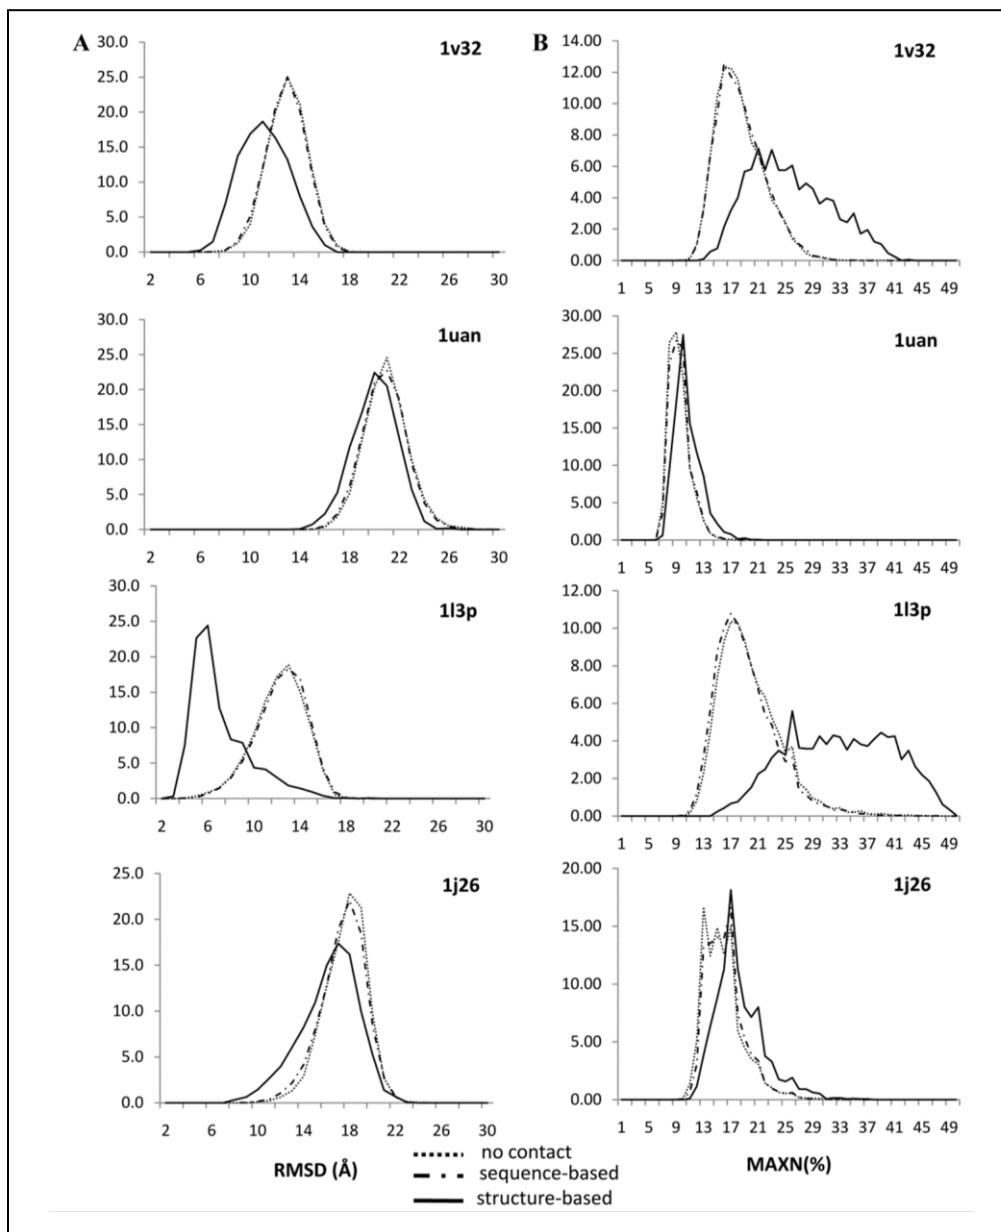 A
1v32
30.0
25.0
20.0
15.0
10.0
5.0
0.0
2 6 10 14 18 22 26 30
1uan
30.0
25.0
20.0
15.0
10.0
5.0
0.0
2 6 10 14 18 22 26 30
1l3p
30.0
25.0
20.0
15.0
10.0
5.0
0.0
2 6 10 14 18 22 26 30
1j26
25.0
20.0
15.0
10.0
5.0
0.0
2 6 10 14 18 22 26 30
RMSD (Å)
B
1v32
14.00
12.00
10.00
8.00
6.00
4.00
2.00
0.00
1 5 9 13 17 21 25 29 33 37 41 45 49
1uan
30.00
25.00
20.00
15.00
10.00
5.00
0.00
1 5 9 13 17 21 25 29 33 37 41 45 49
1l3p
12.00
10.00
8.00
6.00
4.00
2.00
0.00
1 5 9 13 17 21 25 29 33 37 41 45 49
1j26
20.00
15.00
10.00
5.00
0.00
1 5 9 13 17 21 25 29 33 37 41 45 49
MAXN(%)
no contact
sequence-based
structure-based